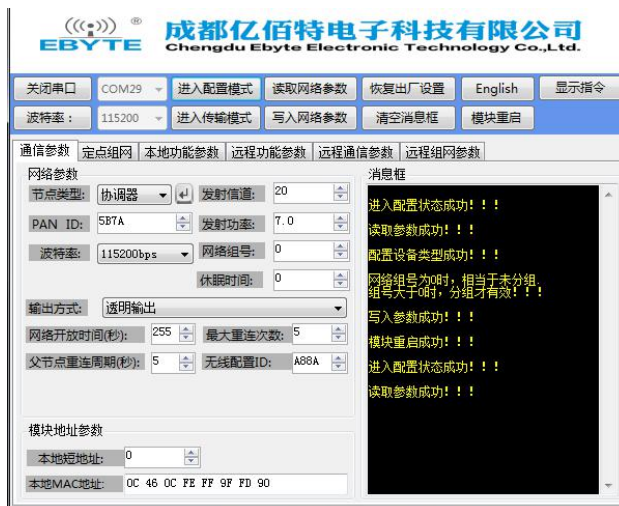 ((•)) ®
EBYTE
成都亿佰特电子科技有限公司
Chengdu Ebyte Electronic Technology Co.,Ltd.
关闭串口 COM29 进入配置模式 读取网络参数 恢复出厂设置 English 显示指令
波特率： 115200 进入传输模式 写入网络参数 清空消息框 模块重启
通信参数 定点组网 本地功能参数 远程功能参数 远程通信参数 远程组网参数
网络参数
节点类型: 协调器 发射信道: 20
PAN ID: 5B7A 发射功率: 7.0
波特率: 115200bps 网络组号: 0
休眠时间: 0
输出方式: 透明输出
网络开放时间(秒): 255 最大重连次数: 5
父节点重连周期(秒): 5 无线配置ID: A88A
模块地址参数
本地短地址: 0
本地MAC地址: 0C 46 0C FE FF 9F FD 90
消息框
进入配置状态成功！！！
读取参数成功！！！
配置设备类型成功！！！
网络组号为0时，相当于未分组.
组号大于0时，分组才有效！！！
写入参数成功！！！
模块重启成功！！！
进入配置状态成功！！！
读取参数成功！！！